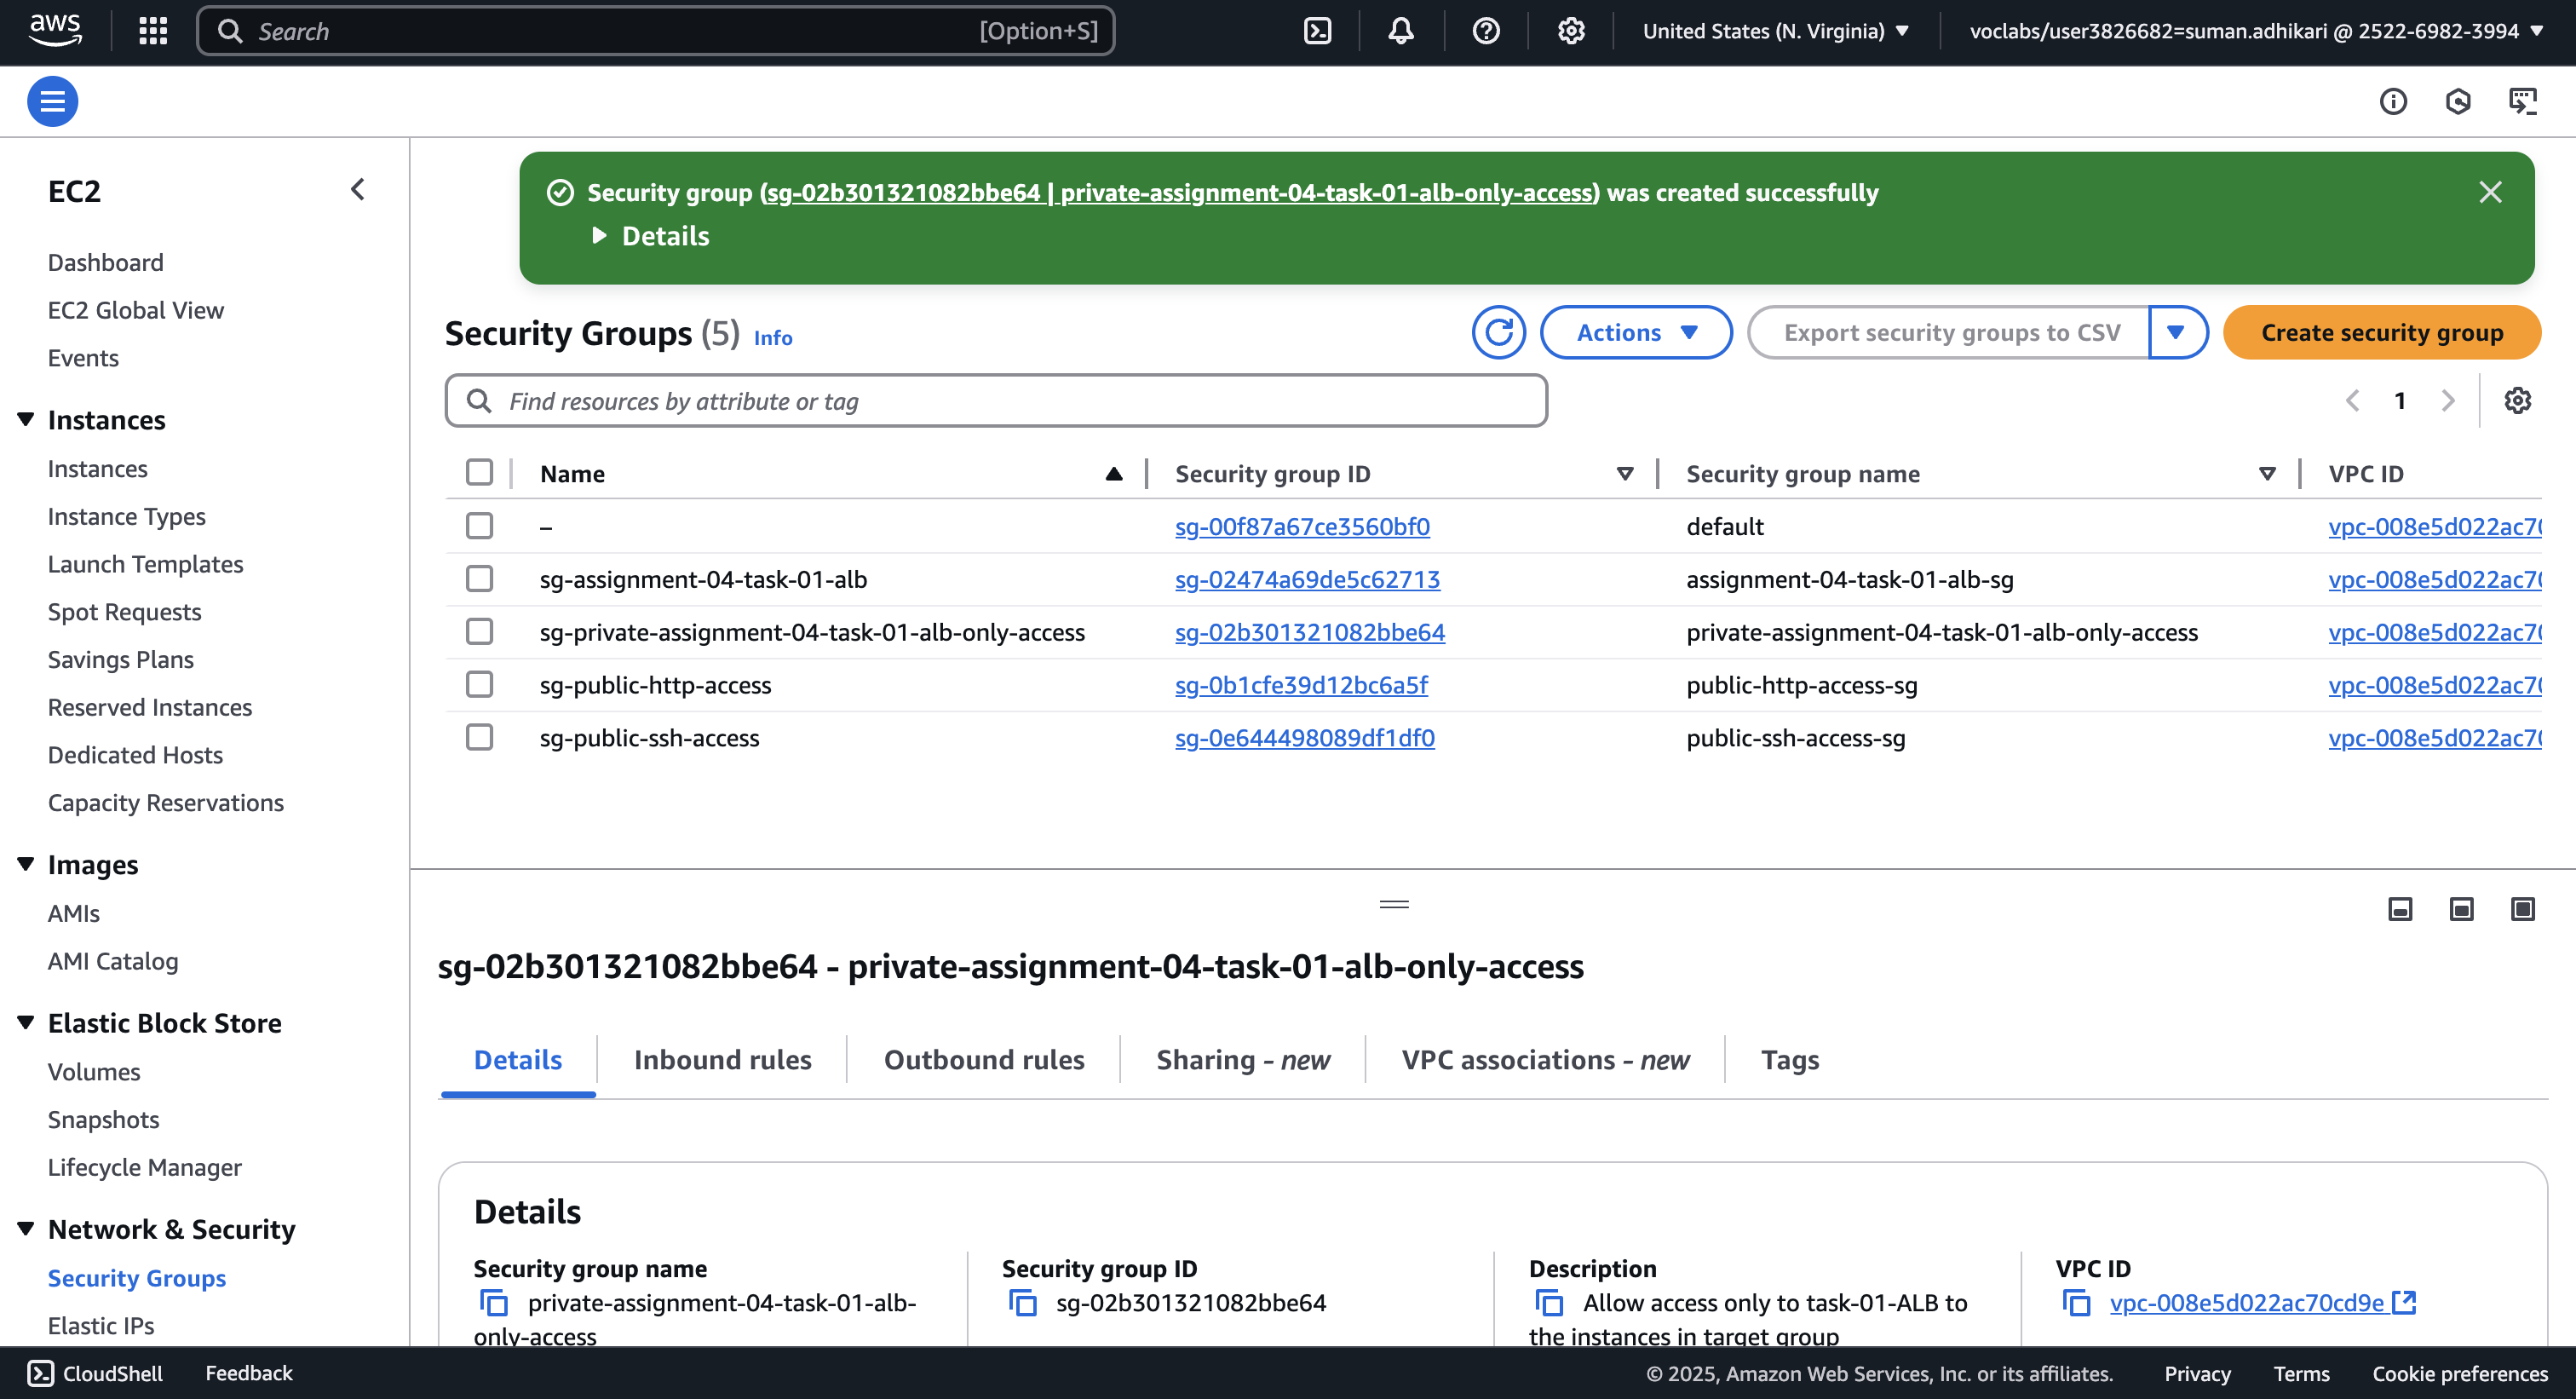 aws
Search [Option+S]
United States (N. Virginia)
voclabs/user3826682=suman.adhikari @ 2522-6982-3994
EC2
Dashboard
EC2 Global View
Events
Instances
Instances
Instance Types
Launch Templates
Spot Requests
Savings Plans
Reserved Instances
Dedicated Hosts
Capacity Reservations
Images
AMIs
AMI Catalog
Elastic Block Store
Volumes
Snapshots
Lifecycle Manager
Network & Security
Security Groups
Elastic IPs
Security group (sg-02b301321082bbe64 | private-assignment-04-task-01-alb-only-access) was created successfully
Details
Security Groups (5) Info
Actions
Export security groups to CSV
Create security group
Find resources by attribute or tag
1
Name Security group ID Security group name VPC ID
– sg-00f87a67ce3560bf0 default vpc-008e5d022ac70
sg-assignment-04-task-01-alb sg-02474a69de5c62713 assignment-04-task-01-alb-sg vpc-008e5d022ac70
sg-private-assignment-04-task-01-alb-only-access sg-02b301321082bbe64 private-assignment-04-task-01-alb-only-access vpc-008e5d022ac70
sg-public-http-access sg-0b1cfe39d12bc6a5f public-http-access-sg vpc-008e5d022ac70
sg-public-ssh-access sg-0e644498089df1df0 public-ssh-access-sg vpc-008e5d022ac70
sg-02b301321082bbe64 - private-assignment-04-task-01-alb-only-access
Details Inbound rules Outbound rules Sharing - new VPC associations - new Tags
Details
Security group name
private-assignment-04-task-01-alb-
only-access
Security group ID
sg-02b301321082bbe64
Description
Allow access only to task-01-ALB to
the instances in target group
VPC ID
vpc-008e5d022ac70cd9e
CloudShell Feedback
© 2025, Amazon Web Services, Inc. or its affiliates. Privacy Terms Cookie preferences